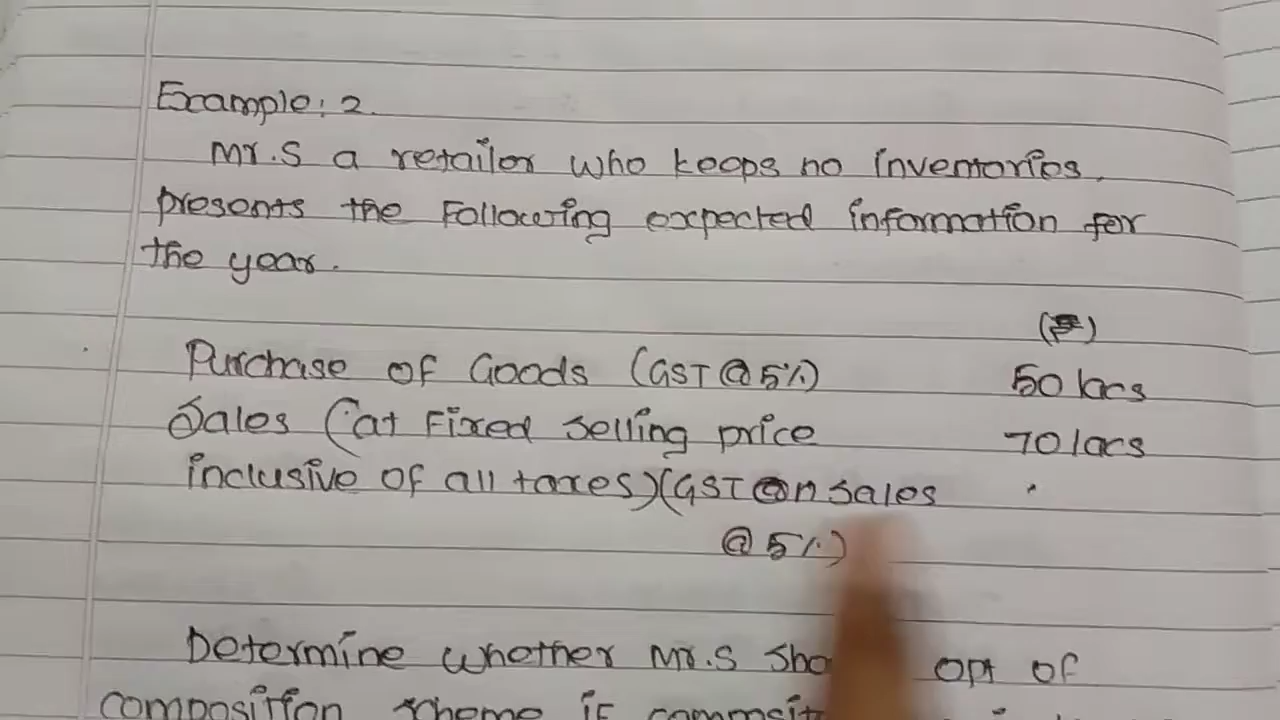 Example: 2.
Mr.S a retailer who keeps no inventories,
presents the following expected information for
the year.
(₹)
Purchase of Goods (GST @ 5%) 50 lacs
Sales (at fixed selling price 70 lacs
inclusive of all taxes) (GST on sales
@ 5%)
Determine whether Mr.S opt of
composition scheme if